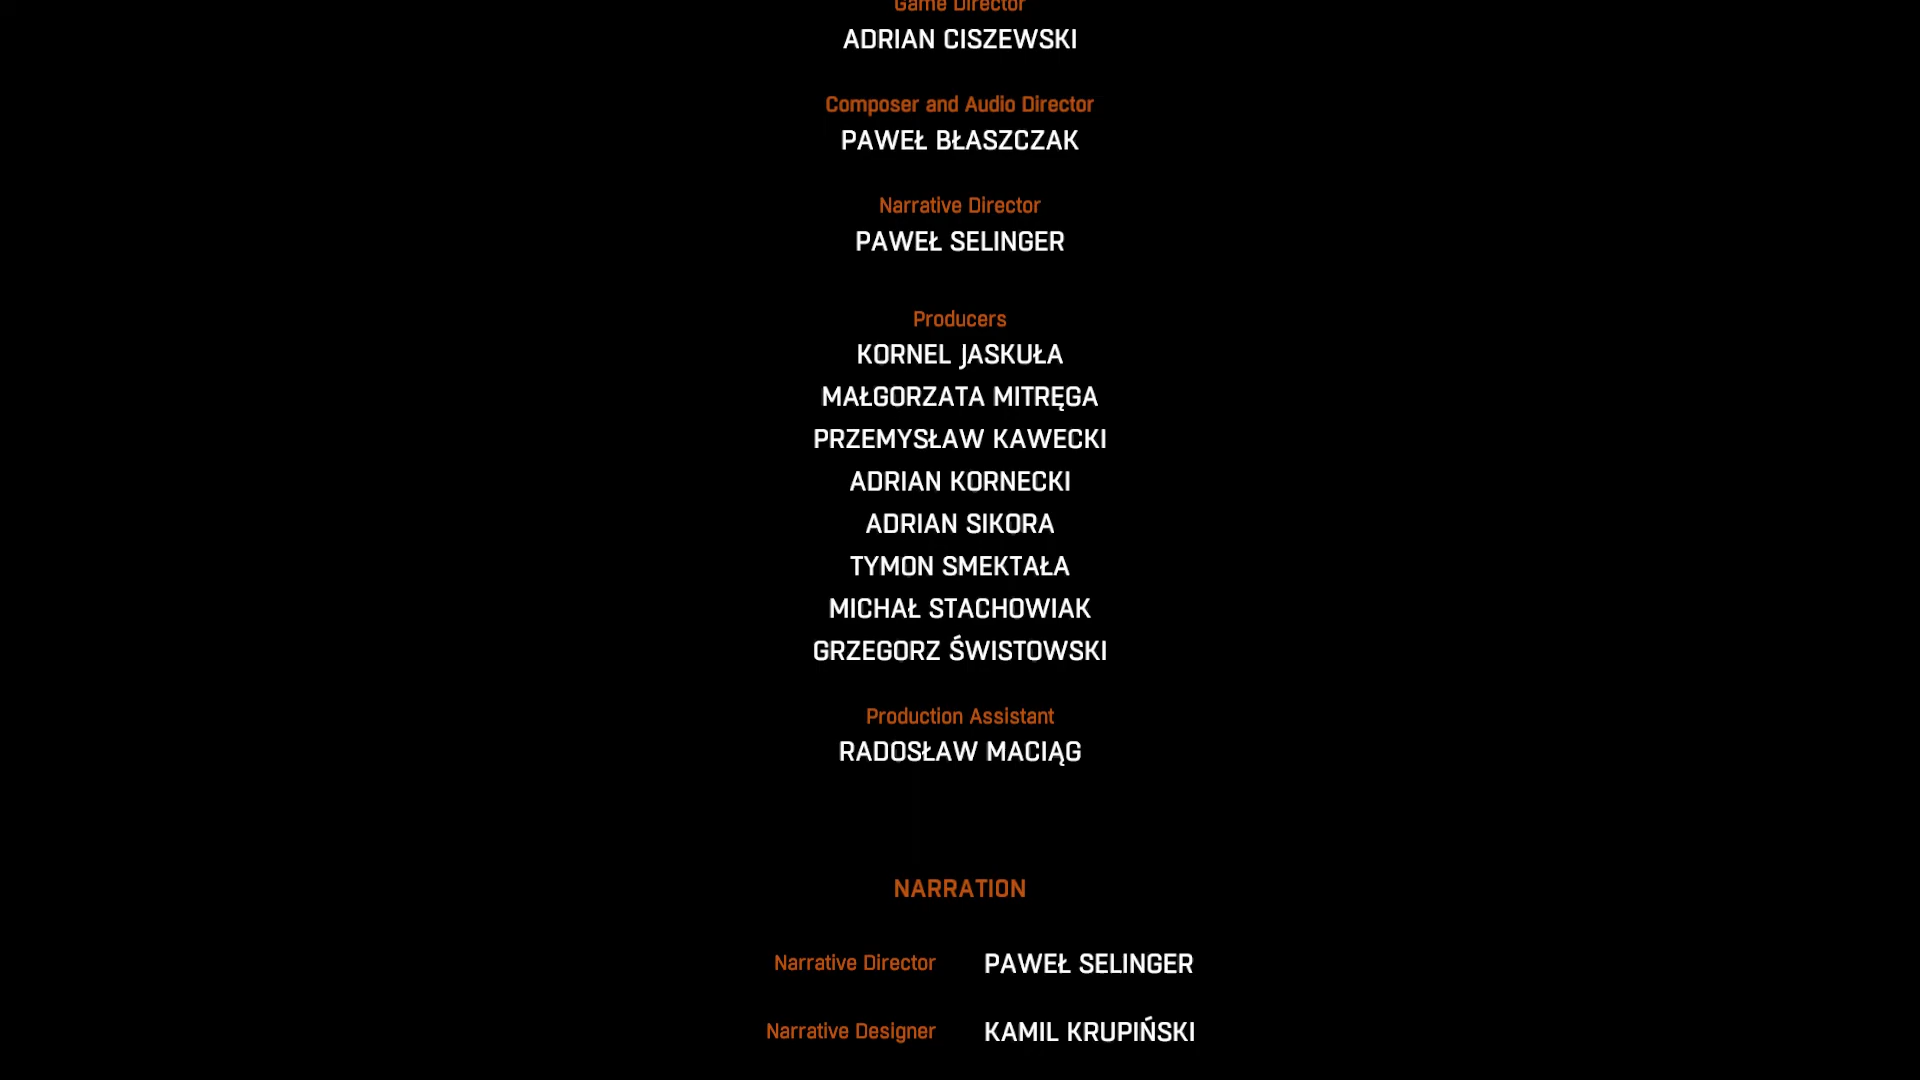 Game Director
ADRIAN CISZEWSKI
Composer and Audio Director
PAWEŁ BŁASZCZAK
Narrative Director
PAWEŁ SELINGER
Producers
KORNEL JASKUŁA
MAŁGORZATA MITRĘGA
PRZEMYSŁAW KAWECKI
ADRIAN KORNECKI
ADRIAN SIKORA
TYMON SMEKTAŁA
MICHAŁ STACHOWIAK
GRZEGORZ ŚWISTOWSKI
Production Assistant
RADOSŁAW MACIĄG
NARRATION
Narrative Director PAWEŁ SELINGER
Narrative Designer KAMIL KRUPIŃSKI